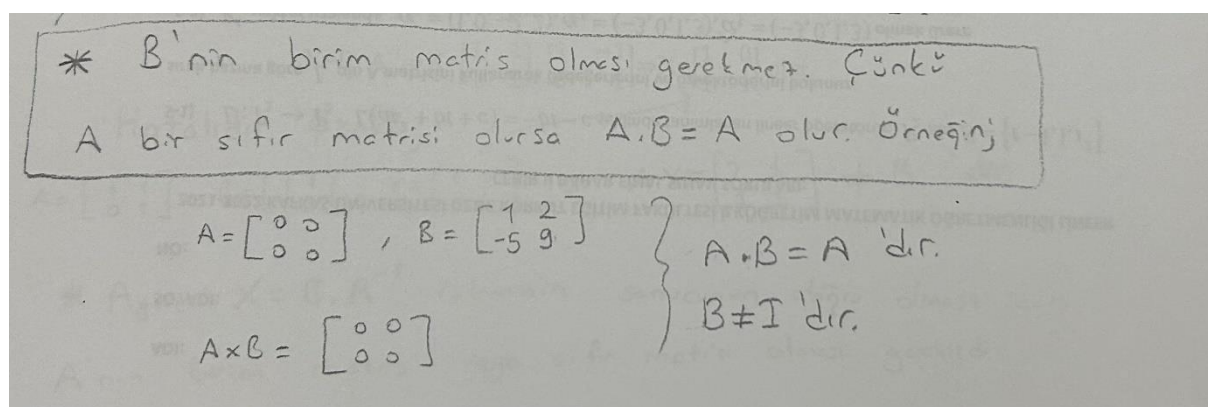 * B'nin birim matris olması gerekmez. Çünkü
A bir sıfır matrisi olursa A.B = A olur. Örneğin;
A = [0 0 0 0], B = [1 2 -5 9]
A.B = A 'dır.
B ≠ I 'dır.
A x B = [0 0 0 0]